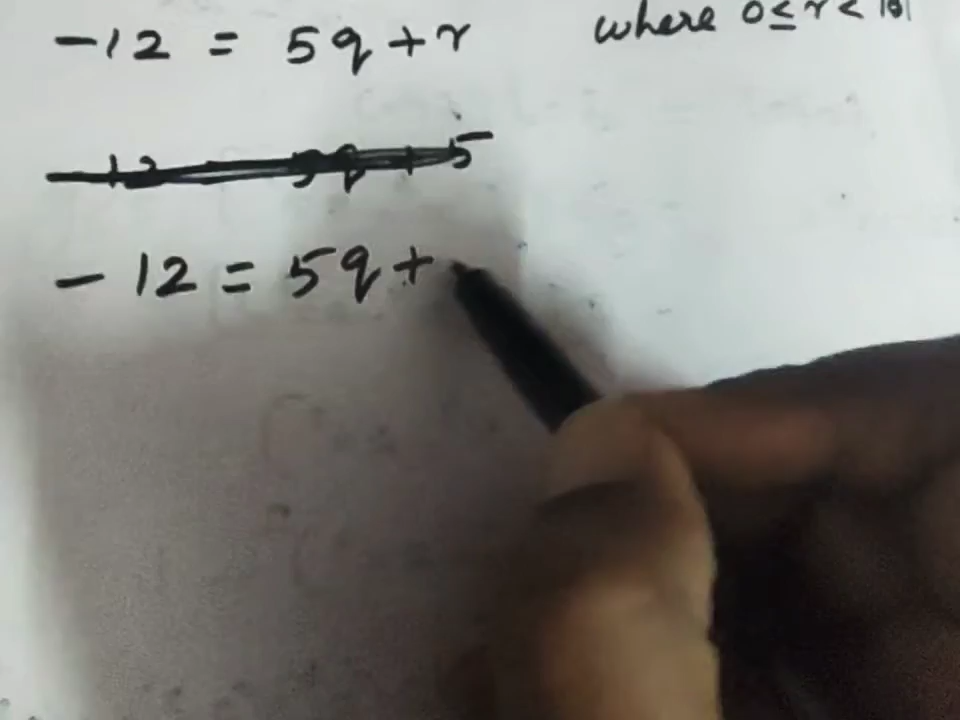 -12 = 5q + r where 0 ≤ r < |b|
-12 = 5q +